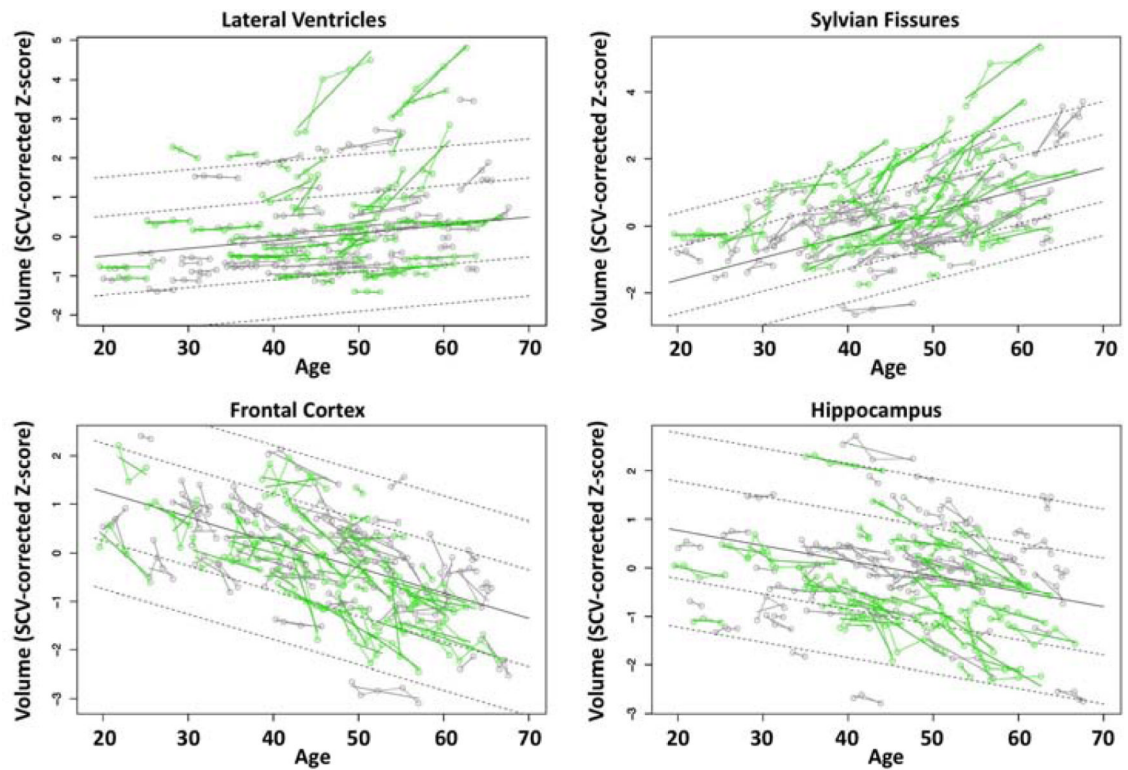 Lateral Ventricles
Volume (SCV-corrected Z-score)
5
4
3
2
1
0
-1
-2
20 30 40 50 60 70
Age
Sylvian Fissures
Volume (SCV-corrected Z-score)
4
2
0
-2
20 30 40 50 60 70
Age
Frontal Cortex
Volume (SCV-corrected Z-score)
2
1
0
-1
-2
-3
20 30 40 50 60 70
Age
Hippocampus
Volume (SCV-corrected Z-score)
2
1
0
-1
-2
-3
20 30 40 50 60 70
Age